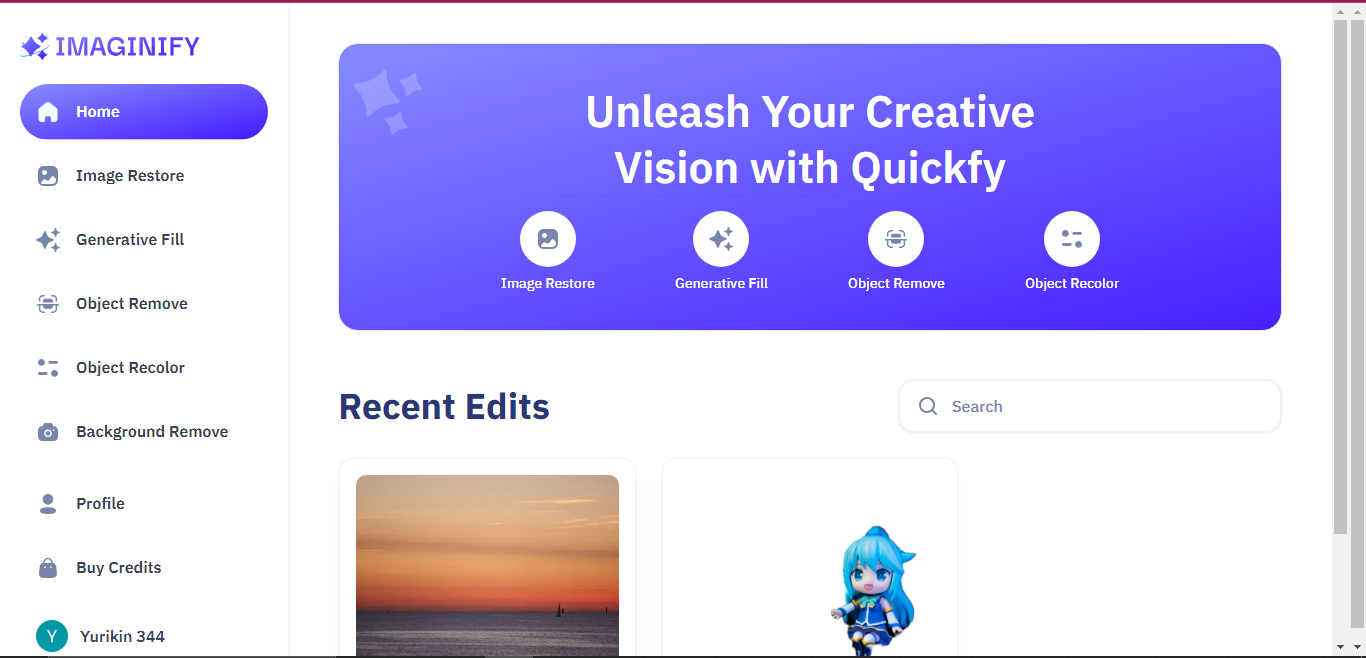 IMAGINIFY
Home
Image Restore
Generative Fill
Object Remove
Object Recolor
Background Remove
Profile
Buy Credits
Y
Yurikin 344
Unleash Your Creative
Vision with Quickfy
Image Restore
Generative Fill
Object Remove
Object Recolor
Recent Edits
Search